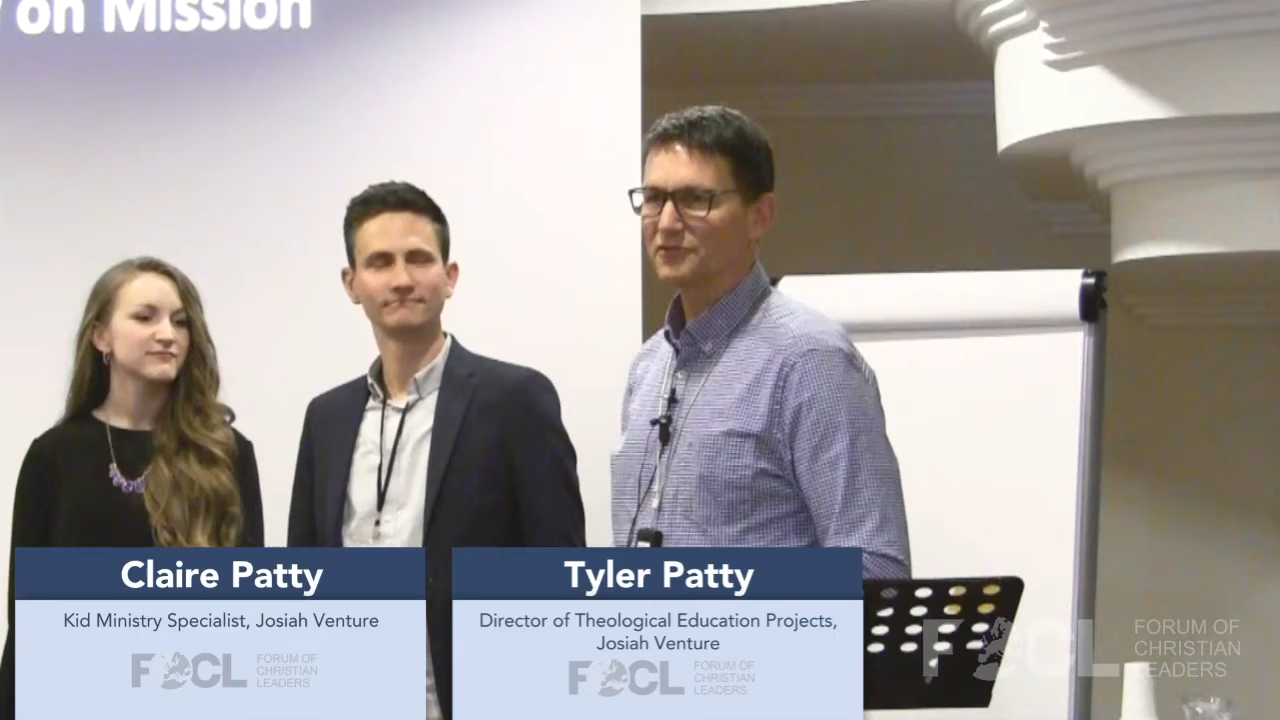 on Mission
Claire Patty
Kid Ministry Specialist, Josiah Venture
FOCL FORUM OF
CHRISTIAN
LEADERS
Tyler Patty
Director of Theological Education Projects,
Josiah Venture
FOCL FORUM OF
CHRISTIAN
LEADERS
FOCL FORUM OF
CHRISTIAN
LEADERS